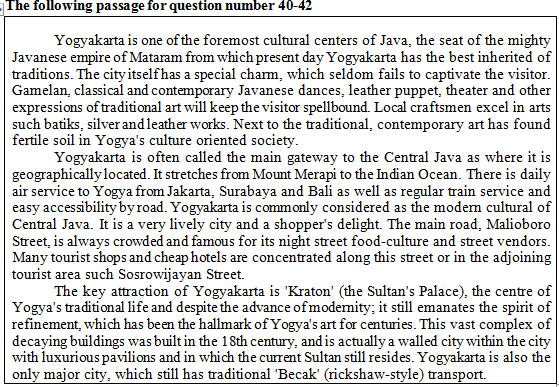 The following passage for question number 40-42
Yogyakarta is one of the foremost cultural centers of Java, the seat of the mighty
Javanese empire of Mataram from which present day Yogyakarta has the best inherited of
traditions. The city itself has a special charm, which seldom fails to captivate the visitor.
Gamelan, classical and contemporary Javanese dances, leather puppet, theater and other
expressions of traditional art will keep the visitor spellbound. Local craftsmen excel in arts
such batiks, silver and leather works. Next to the traditional, contemporary art has found
fertile soil in Yogya's culture oriented society.
Yogyakarta is often called the main gateway to the Central Java as where it is
geographically located. It stretches from Mount Merapi to the Indian Ocean. There is daily
air service to Yogya from Jakarta, Surabaya and Bali as well as regular train service and
easy accessibility by road. Yogyakarta is commonly considered as the modern cultural of
Central Java. It is a very lively city and a shopper's delight. The main road, Malioboro
Street, is always crowded and famous for its night street food-culture and street vendors.
Many tourist shops and cheap hotels are concentrated along this street or in the adjoining
tourist area such Sosrowijayan Street.
The key attraction of Yogyakarta is 'Kraton' (the Sultan's Palace), the centre of
Yogya's traditional life and despite the advance of modernity; it still emanates the spirit of
refinement, which has been the hallmark of Yogya's art for centuries. This vast complex of
decaying buildings was built in the 18th century, and is actually a walled city within the city
with luxurious pavilions and in which the current Sultan still resides. Yogyakarta is also the
only major city, which still has traditional 'Becak' (rickshaw-style) transport.